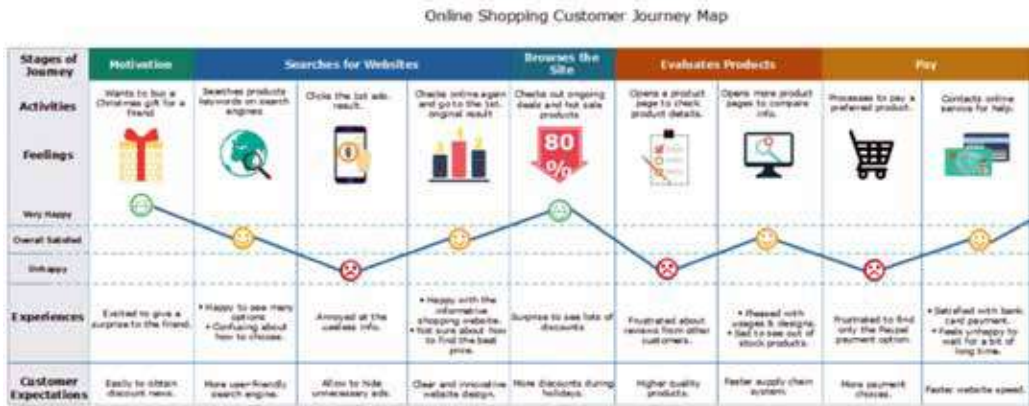 Online Shopping Customer Journey Map
Stages of
Journey
Motivation
Searches for Websites
Browses the
Site
Evaluates Products
Pay
Activities
Wants to buy a
Christmas gift for a
friend
Searches products
keywords on search
engines
Clicks the 1st ads.
result.
Checks online again
and go to the 1st.
original result
Checks out ongoing
deals and hot sale
products
Opens a product
page to check
product details.
Opens more product
pages to compare
info.
Processes to pay a
preferred product.
Contacts online
service for help.
Feelings
80
%
Very Happy
Overall Satisfied
Unhappy
Experiences
Excited to give a
surprise to the friend.
• Happy to see many
options
• Confusing about
how to choose.
Annoyed at the
useless info.
• Happy with the
informative
shopping website.
• Not sure about how
to find the best
price.
Surprise to see lots of
discounts
Frustrated about
reviews from other
customers.
• Pleased with
usages & designs.
• Sad to see out of
stock products.
Frustrated to find
only the Paypal
payment option.
• Satisfied with bank
card payment.
• Feels unhappy to
wait for a bit of
long time.
Customer
Expectations
Easily to obtain
discount news.
More user-friendly
search engine.
Allow to hide
unnecessary ads.
Clear and innovative
website design.
More discounts during
holidays.
Higher quality
products.
Faster supply chain
system.
More payment
choices.
Faster website speed.